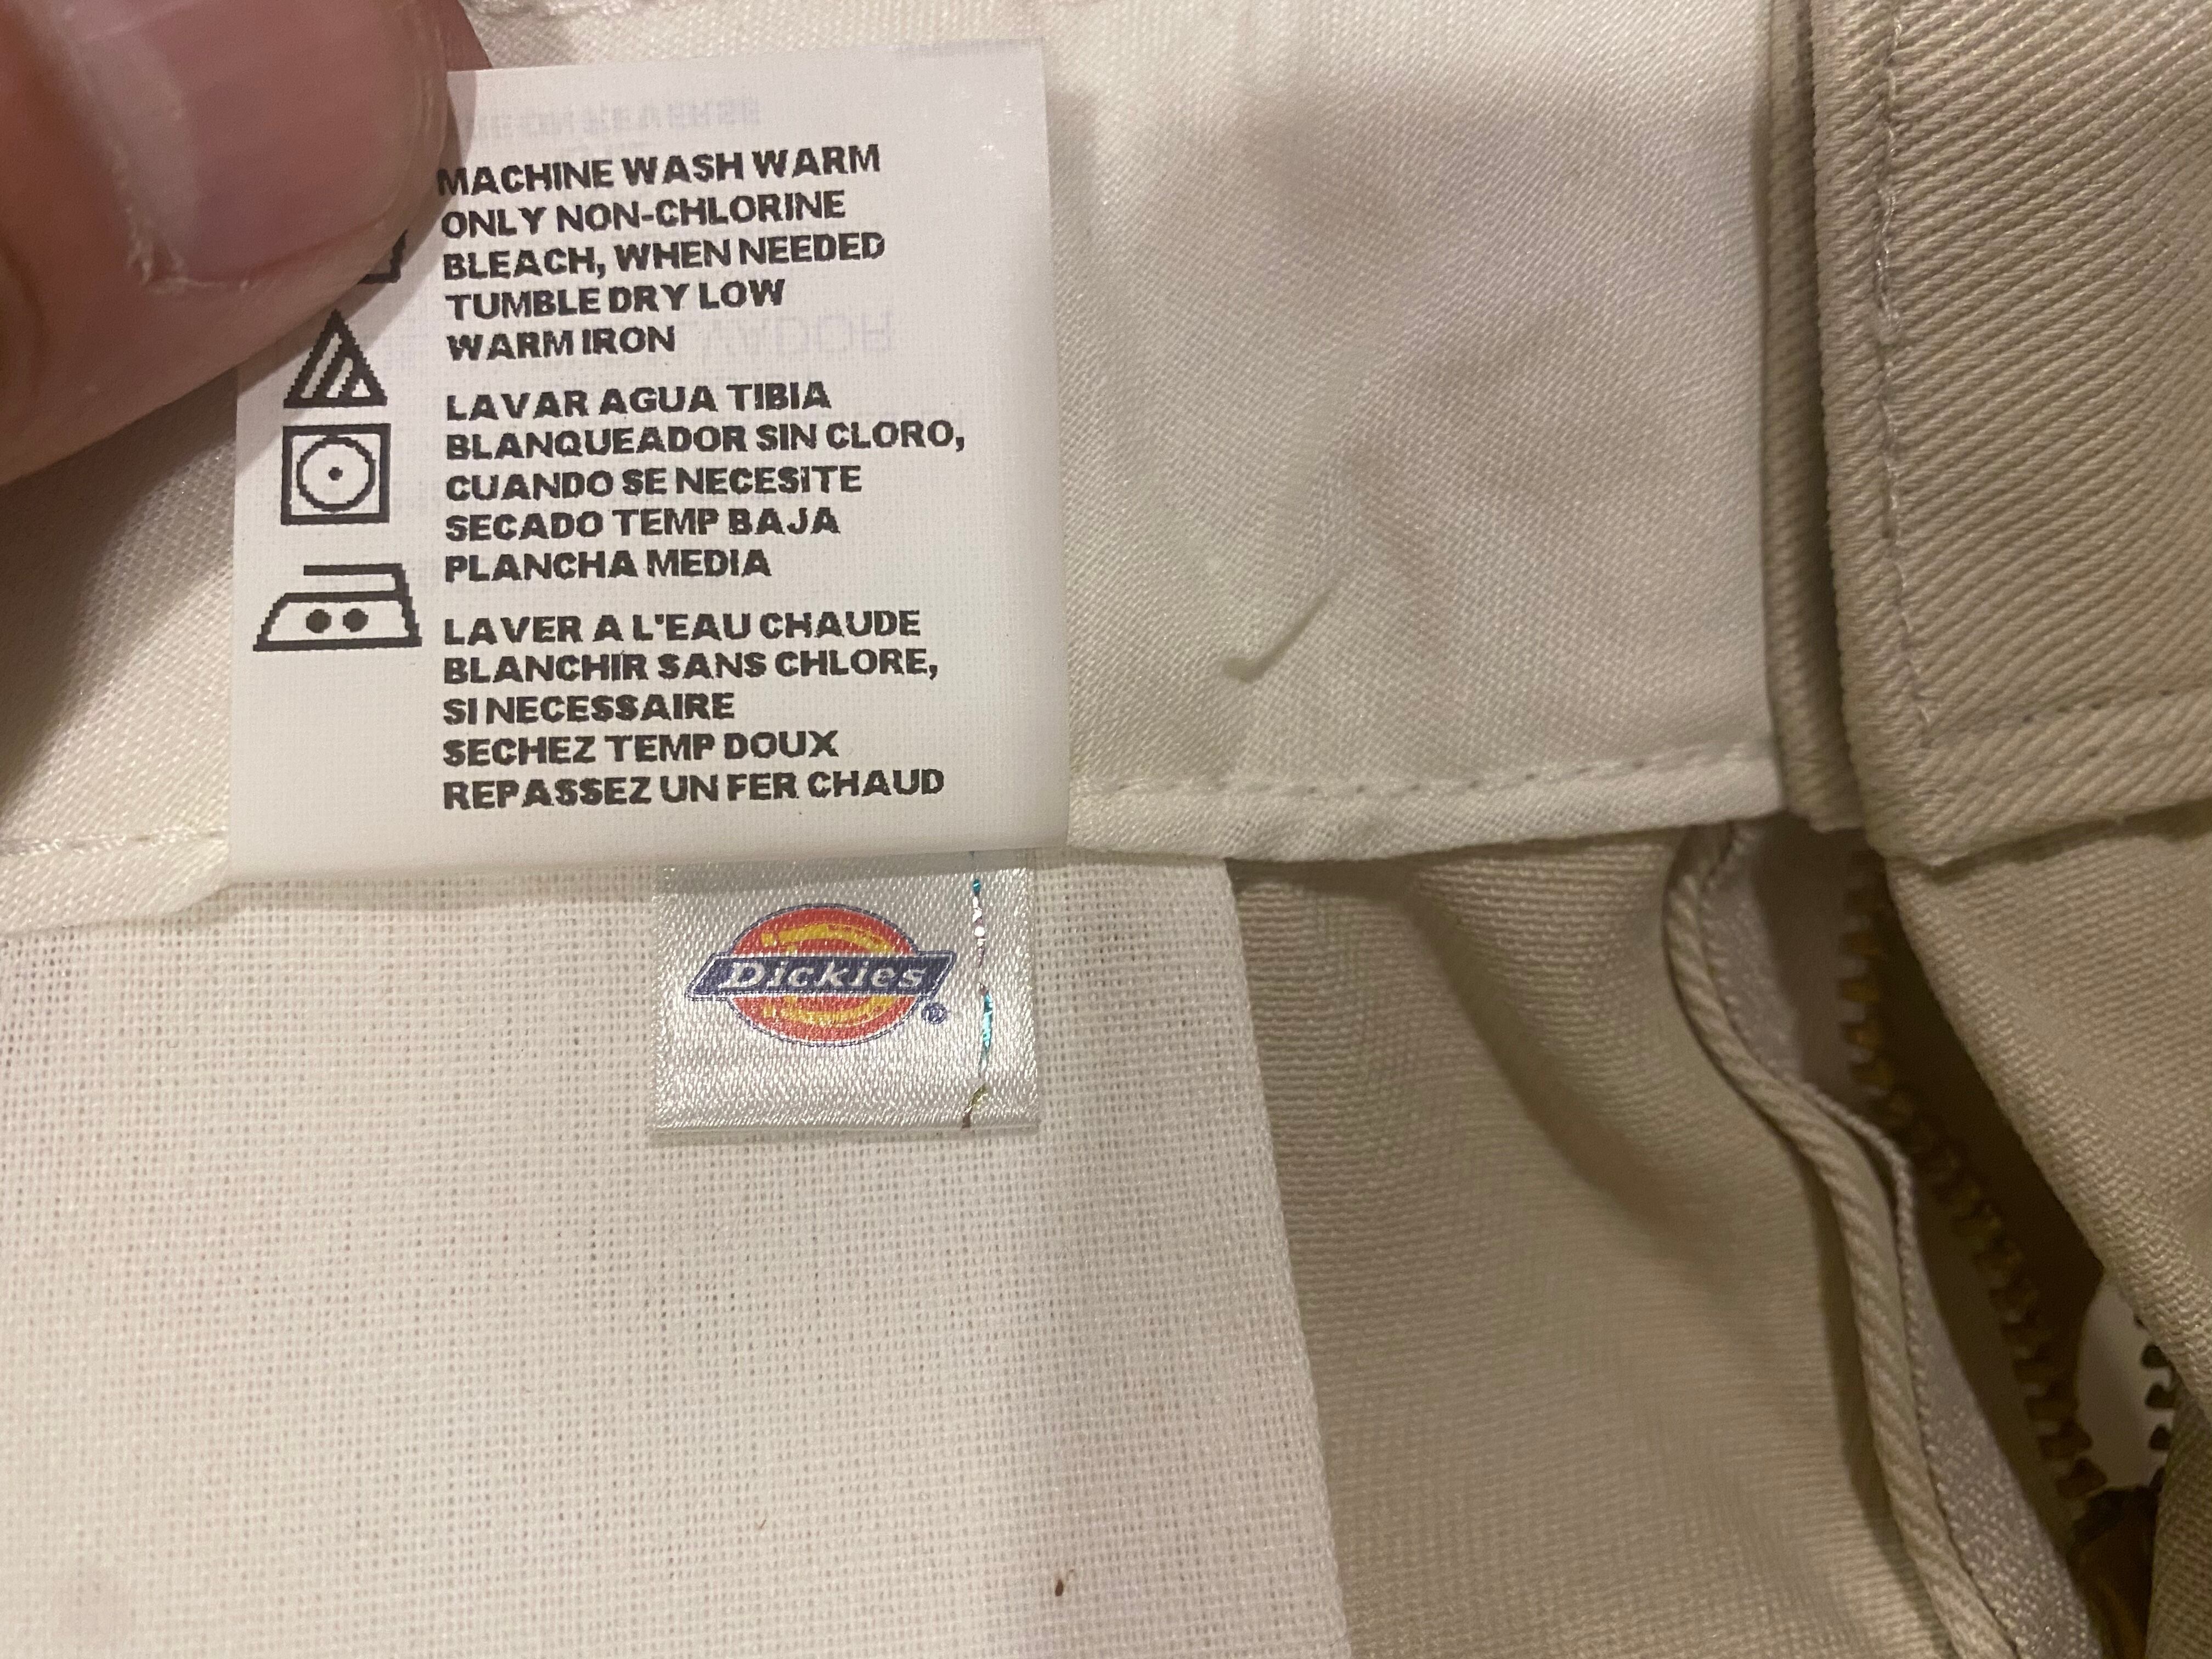 MACHINE WASH WARM
ONLY NON-CHLORINE
BLEACH, WHEN NEEDED
TUMBLE DRY LOW
WARM IRON
LAVAR AGUA TIBIA
BLANQUEADOR SIN CLORO,
CUANDO SE NECESITE
SECADO TEMP BAJA
PLANCHA MEDIA
LAVER A L'EAU CHAUDE
BLANCHIR SANS CHLORE,
SI NECESSAIRE
SECHEZ TEMP DOUX
REPASSEZ UN FER CHAUD
Dickies®